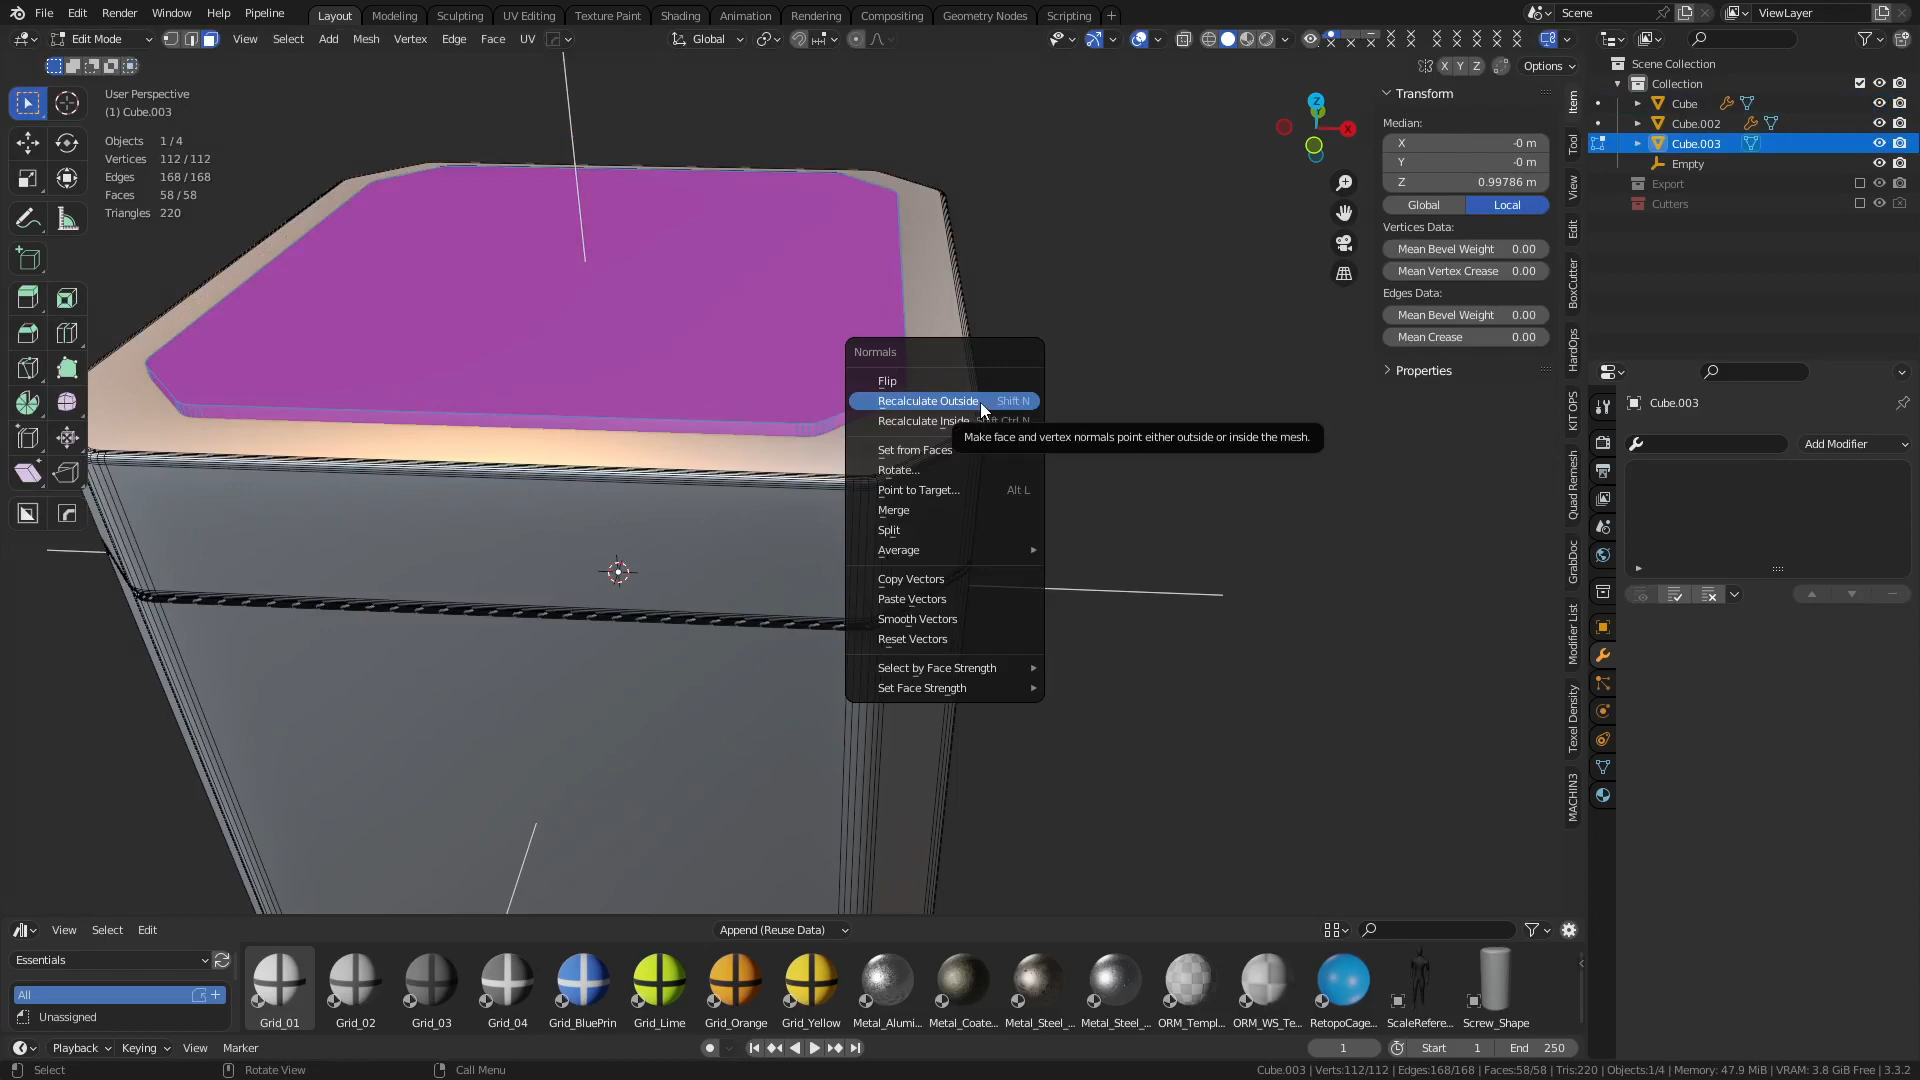 File Edit Render Window Help Pipeline Layout Modeling Sculpting UV Editing Texture Paint Shading Animation Rendering Compositing Geometry Nodes Scripting + Scene ViewLayer
Edit Mode View Select Add Mesh Vertex Edge Face UV Global
X Y Z Options
User Perspective
(1) Cube.003
Objects 1 / 4
Vertices 112 / 112
Edges 168 / 168
Faces 58 / 58
Triangles 220
Z
X
Transform
Median:
X -0 m
Y -0 m
Z 0.99786 m
Global Local
Vertices Data:
Mean Bevel Weight 0.00
Mean Vertex Crease 0.00
Edges Data:
Mean Bevel Weight 0.00
Mean Crease 0.00
Properties
Item
Tool
View
Edit
BoxCutter
HardOps
KIT OPS
Quad Remesh
GrabDoc
Modifier List
Texel Density
MACHIN3
Scene Collection
Collection
Cube
Cube.002
Cube.003
Empty
Export
Cutters
Cube.003
Add Modifier
Normals
Flip
Recalculate Outside Shift N
Recalculate Inside Shift Ctrl N
Make face and vertex normals point either outside or inside the mesh.
Set from Faces
Rotate...
Point to Target... Alt L
Merge
Split
Average
Copy Vectors
Paste Vectors
Smooth Vectors
Reset Vectors
Select by Face Strength
Set Face Strength
View Select Edit Append (Reuse Data)
Essentials
All
Unassigned
Grid_01 Grid_02 Grid_03 Grid_04 Grid_BluePrin Grid_Lime Grid_Orange Grid_Yellow Metal_Alumi... Metal_Coate... Metal_Steel_... Metal_Steel_... ORM_Templ... ORM_WS_Te... RetopoCage... ScaleRefere... Screw_Shape
Playback Keying View Marker 1 Start 1 End 250
Select Rotate View Call Menu Cube.003 | Verts:112/112 | Edges:168/168 | Faces:58/58 | Tris:220 | Objects:1/4 | Memory: 47.9 MiB | VRAM: 3.8 GiB Free | 3.3.2